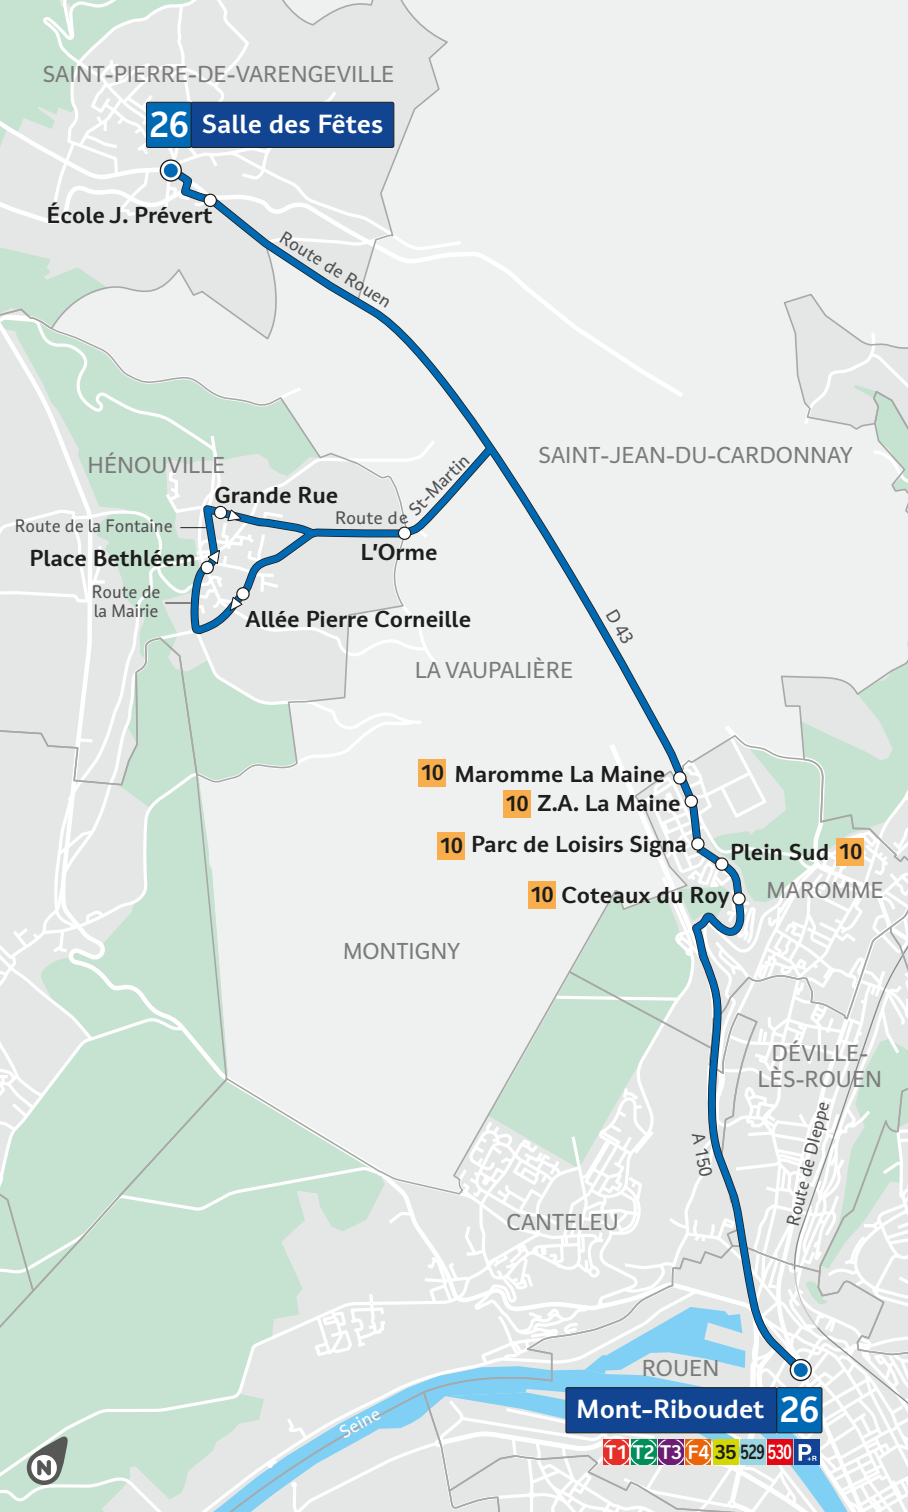 SAINT-PIERRE-DE-VARENGEVILLE
26 Salle des Fêtes
École J. Prévert
Route de Rouen
SAINT-JEAN-DU-CARDONNAY
HÉNOUVILLE
Grande Rue
Route de St-Martin
Route de la Fontaine
L'Orme
Place Bethléem
Route de
la Mairie
Allée Pierre Corneille
D 43
LA VAUPALIÈRE
10 Maromme La Maine
10 Z.A. La Maine
10 Parc de Loisirs Signa
Plein Sud 10
10 Coteaux du Roy
MAROMME
MONTIGNY
DÉVILLE-
LÈS-ROUEN
Route de DIeppe
A 150
CANTELEU
ROUEN
Mont-Riboudet 26
Seine
T1 T2 T3 F4 35 529 530 P+R
N